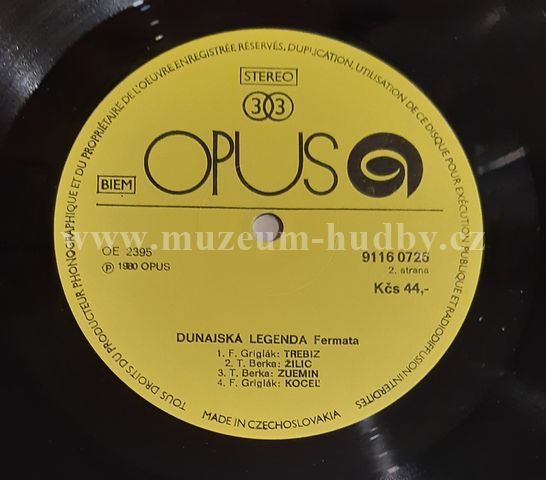 TOUS DROITS DU PRODUCTEUR PHONOGRAPHIQUE ET DU PROPRIÉTAIRE DE L'OEUVRE ENREGISTRÉE RÉSERVÉS, DUPLICATION, UTILISATION DE CE DISQUE POUR EXÉCUTION PUBLIQUE ET RADIODIFFUSION INTERDITES
STEREO
33
OPUS
BIEM
www.muzeum-hudby.cz
OE 2395
9116 0725
℗ 1980 OPUS
2. strana
Kčs 44,-
DUNAJSKÁ LEGENDA Fermata
1. F. Griglák: TREBIZ
2. T. Berka: ŽILIC
3. T. Berka: ZUEMIN
4. F. Griglák: KOCEĽ
MADE IN CZECHOSLOVAKIA